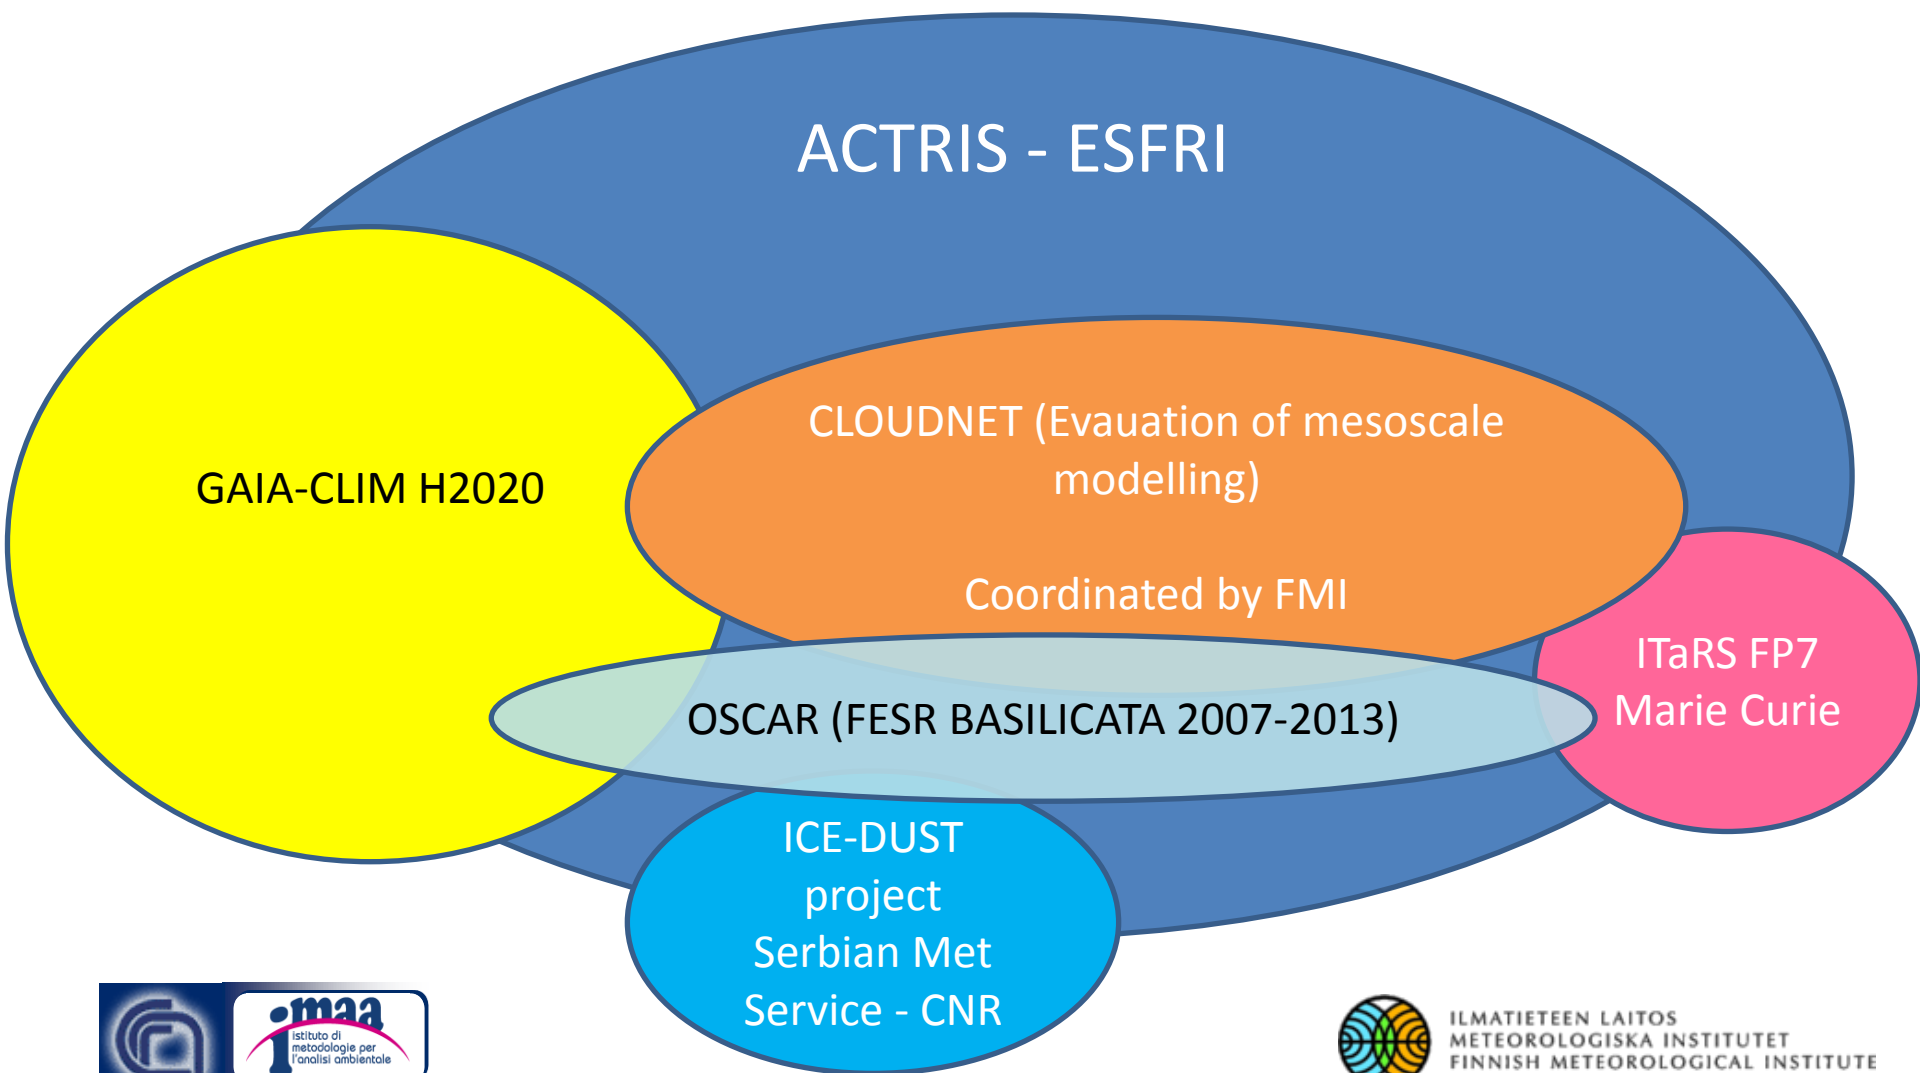 ACTRIS - ESFRI
GAIA-CLIM H2020
CLOUDNET (Evauation of mesoscale
modelling)
Coordinated by FMI
ITaRS FP7
Marie Curie
OSCAR (FESR BASILICATA 2007-2013)
ICE-DUST
project
Serbian Met
Service - CNR
imaa
istituto di
metodologie per
l'analisi ambientale
ILMATIETEEN LAITOS
METEOROLOGISKA INSTITUTET
FINNISH METEOROLOGICAL INSTITUTE